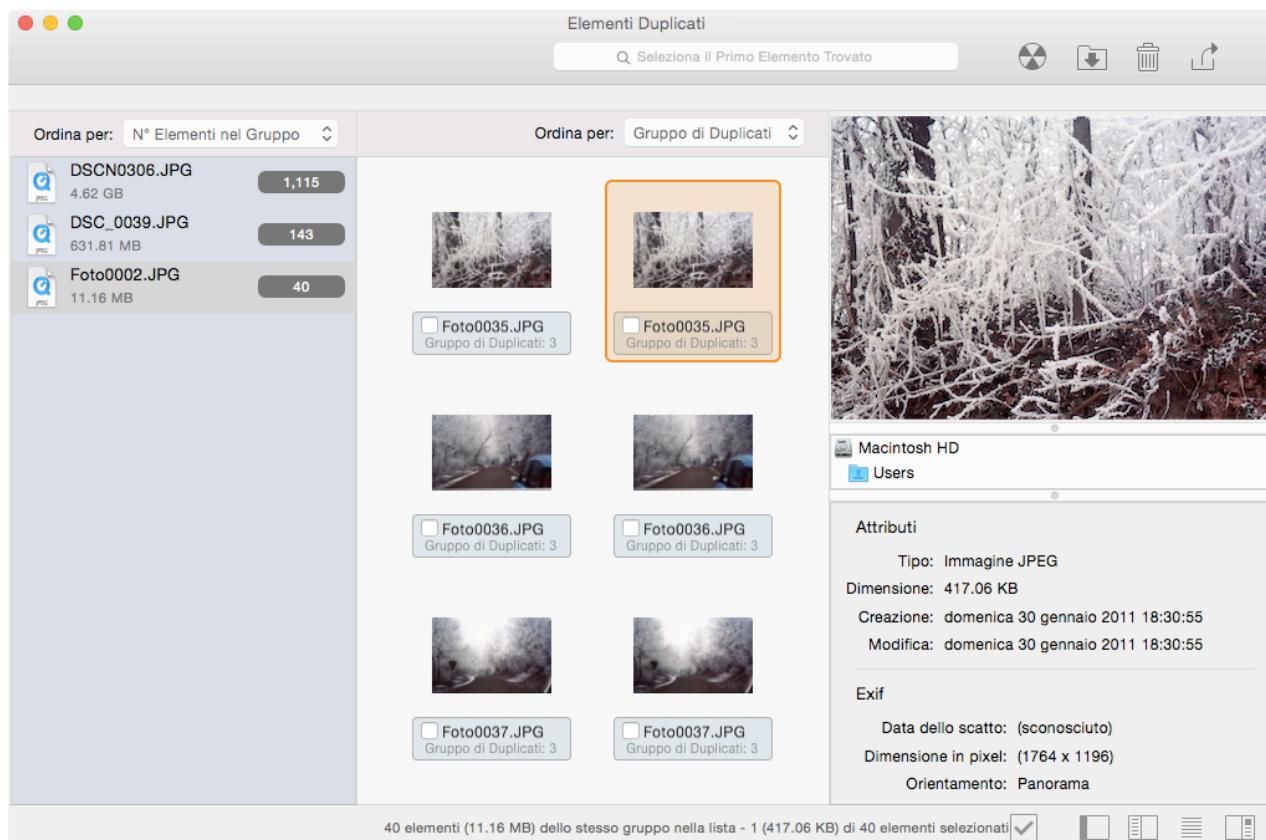 Elementi Duplicati
Seleziona il Primo Elemento Trovato
Ordina per: N° Elementi nel Gruppo
DSCN0306.JPG
4.62 GB
1,115
DSC_0039.JPG
631.81 MB
143
Foto0002.JPG
11.16 MB
40
JPEG
JPEG
JPEG
Ordina per: Gruppo di Duplicati
Foto0035.JPG
Gruppo di Duplicati: 3
Foto0035.JPG
Gruppo di Duplicati: 3
Foto0036.JPG
Gruppo di Duplicati: 3
Foto0036.JPG
Gruppo di Duplicati: 3
Foto0037.JPG
Gruppo di Duplicati: 3
Foto0037.JPG
Gruppo di Duplicati: 3
Macintosh HD
Users
Attributi
Tipo: Immagine JPEG
Dimensione: 417.06 KB
Creazione: domenica 30 gennaio 2011 18:30:55
Modifica: domenica 30 gennaio 2011 18:30:55
Exif
Data dello scatto: (sconosciuto)
Dimensione in pixel: (1764 x 1196)
Orientamento: Panorama
40 elementi (11.16 MB) dello stesso gruppo nella lista - 1 (417.06 KB) di 40 elementi selezionati